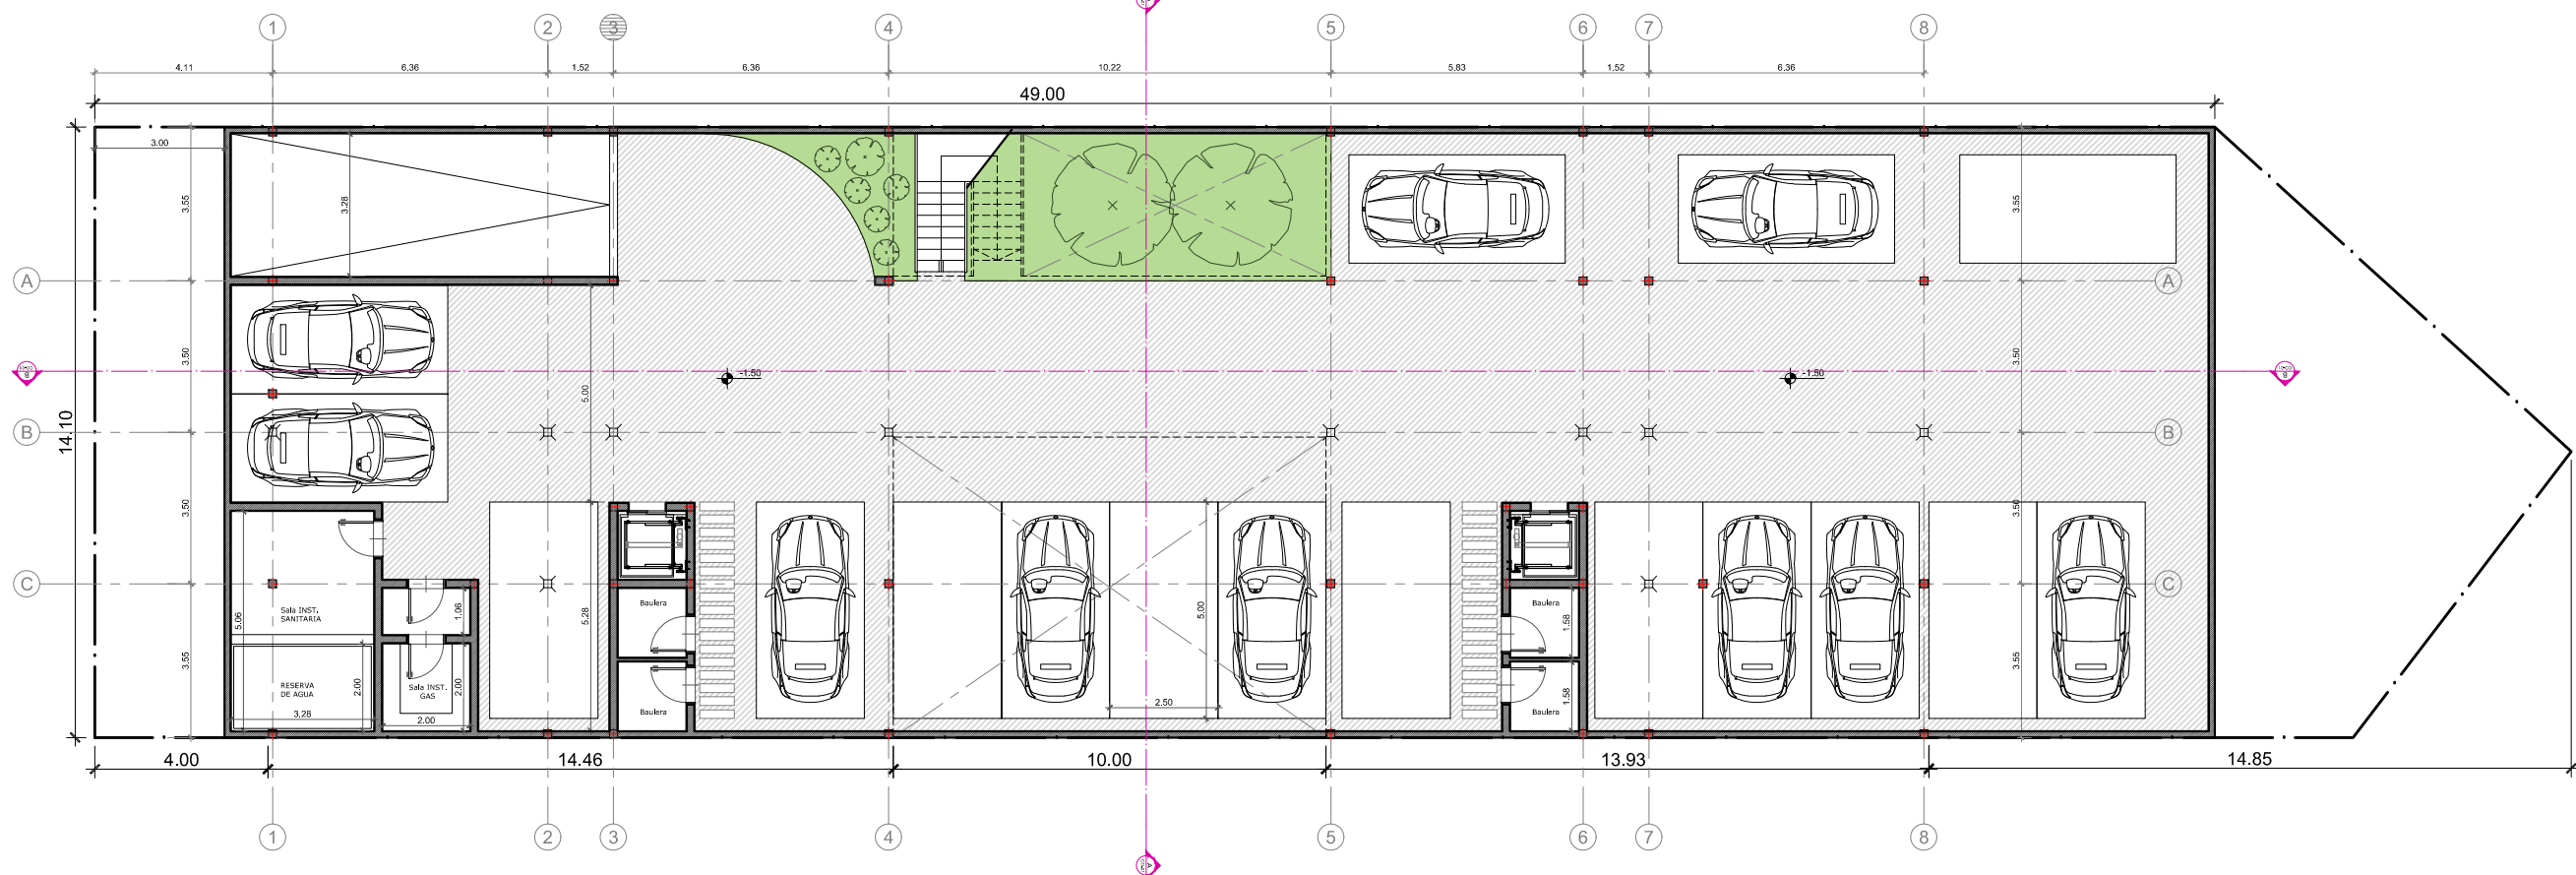 1 2 3 4 5 6 7 8
4.11 6.36 1.52 6.36 10.22 5.83 1.52 6.36
49.00
3.00
3.55 3.28 3.55
A A
3.50 3.50
-1.50 -1.50
B B
5.00
14.10
B B
3.50 3.50
C C
Sala INST.
SANITARIA
5.06
1.06
5.28
Baulera
5.00
Baulera
1.58
3.55 3.55
RESERVA
DE AGUA
2.00
3.28
Sala INST.
GAS
2.00
2.00
Baulera
2.50
Baulera
1.58
4.00 14.46 10.00 13.93 14.85
1 2 3 4 5 6 7 8
A